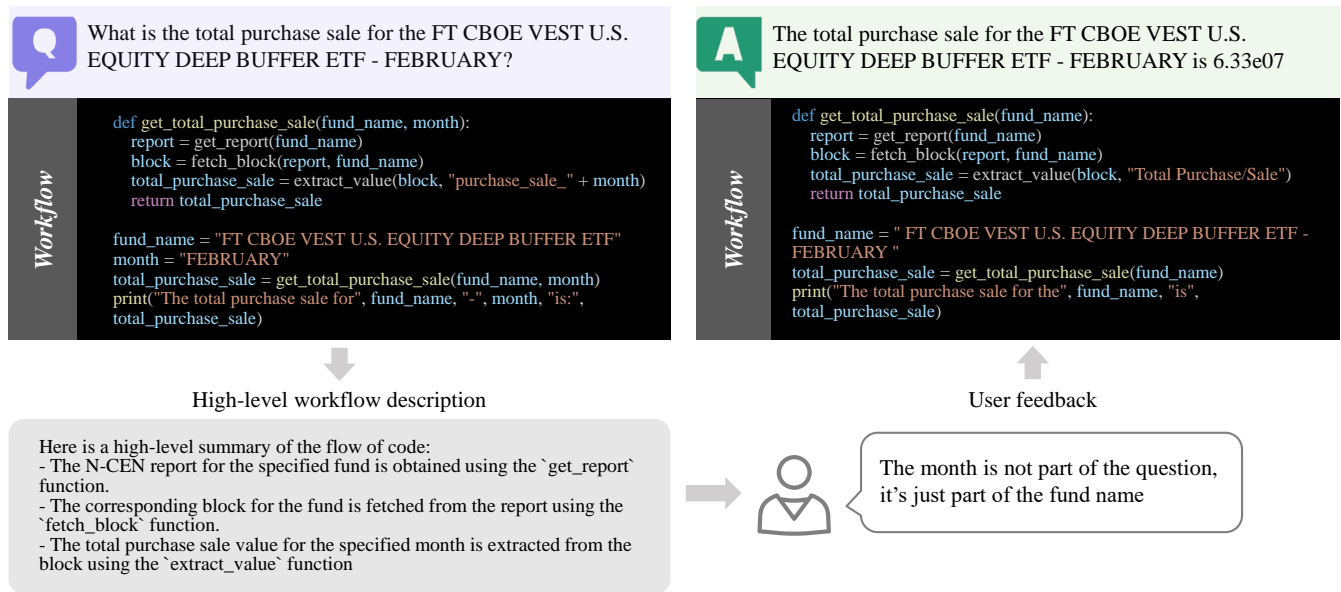 Q
What is the total purchase sale for the FT CBOE VEST U.S.
EQUITY DEEP BUFFER ETF - FEBRUARY?
Workflow
def get_total_purchase_sale(fund_name, month):
report = get_report(fund_name)
block = fetch_block(report, fund_name)
total_purchase_sale = extract_value(block, "purchase_sale_" + month)
return total_purchase_sale
fund_name = "FT CBOE VEST U.S. EQUITY DEEP BUFFER ETF"
month = "FEBRUARY"
total_purchase_sale = get_total_purchase_sale(fund_name, month)
print("The total purchase sale for", fund_name, "-", month, "is:",
total_purchase_sale)
High-level workflow description
Here is a high-level summary of the flow of code:
- The N-CEN report for the specified fund is obtained using the `get_report`
function.
- The corresponding block for the fund is fetched from the report using the
`fetch_block` function.
- The total purchase sale value for the specified month is extracted from the
block using the `extract_value` function
The month is not part of the question,
it's just part of the fund name
User feedback
A
The total purchase sale for the FT CBOE VEST U.S.
EQUITY DEEP BUFFER ETF - FEBRUARY is 6.33e07
Workflow
def get_total_purchase_sale(fund_name):
report = get_report(fund_name)
block = fetch_block(report, fund_name)
total_purchase_sale = extract_value(block, "Total Purchase/Sale")
return total_purchase_sale
fund_name = " FT CBOE VEST U.S. EQUITY DEEP BUFFER ETF -
FEBRUARY "
total_purchase_sale = get_total_purchase_sale(fund_name)
print("The total purchase sale for the", fund_name, "is",
total_purchase_sale)